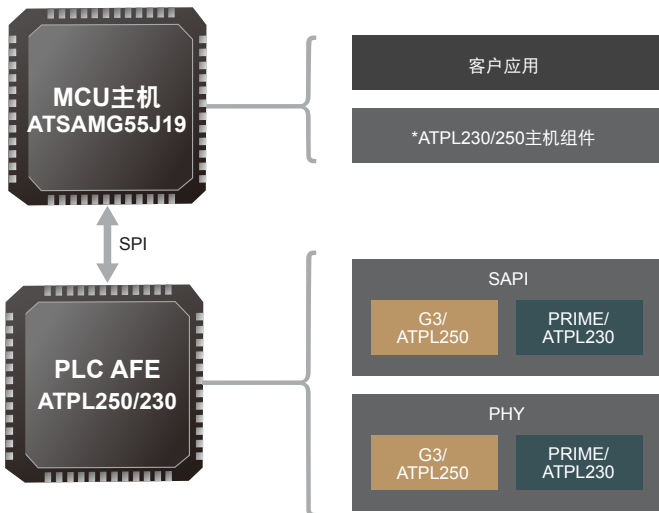 MCU主机
ATSAMG55J19
客户应用
*ATPL230/250主机组件
SPI
PLC AFE
ATPL250/230
SAPI
G3/
ATPL250
PRIME/
ATPL230
PHY
G3/
ATPL250
PRIME/
ATPL230